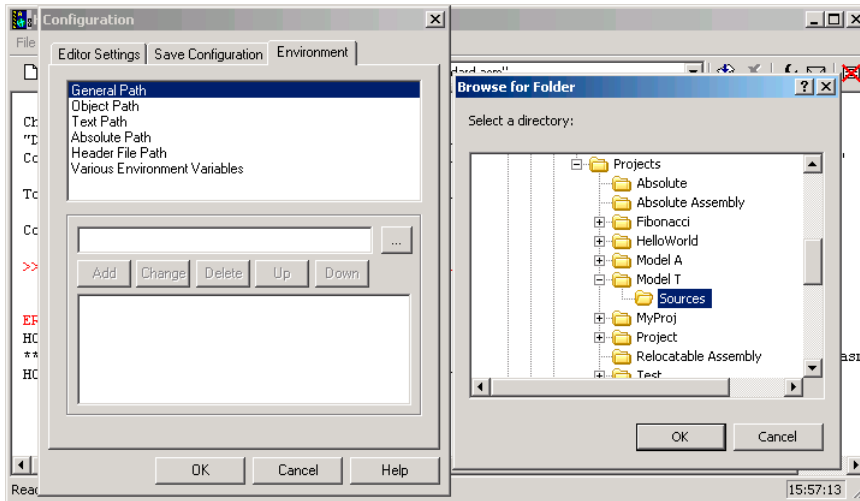 Configuration
File
Editor Settings
Save Configuration
Environment
General Path
Object Path
Text Path
Absolute Path
Header File Path
Various Environment Variables
...
Add
Change
Delete
Up
Down
OK
Cancel
Help
Browse for Folder
Select a directory:
Projects
Absolute
Absolute Assembly
Fibonacci
HelloWorld
Model A
Model T
Sources
MyProj
Project
Relocatable Assembly
Test
OK
Cancel
>>
**
15:57:13